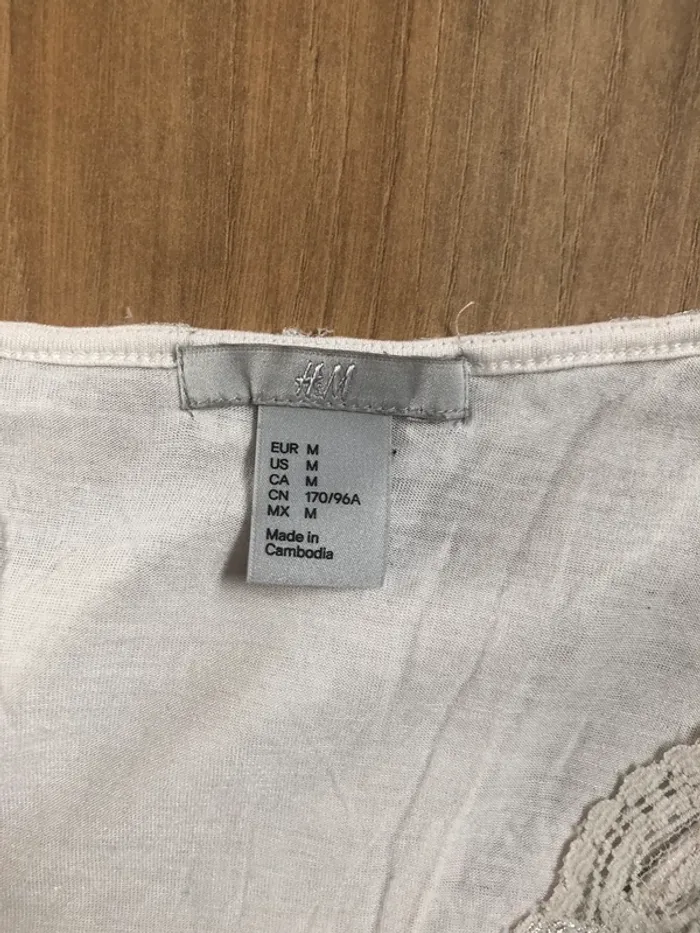 H&M
EUR M
US M
CA M
CN 170/96A
MX M
Made in
Cambodia